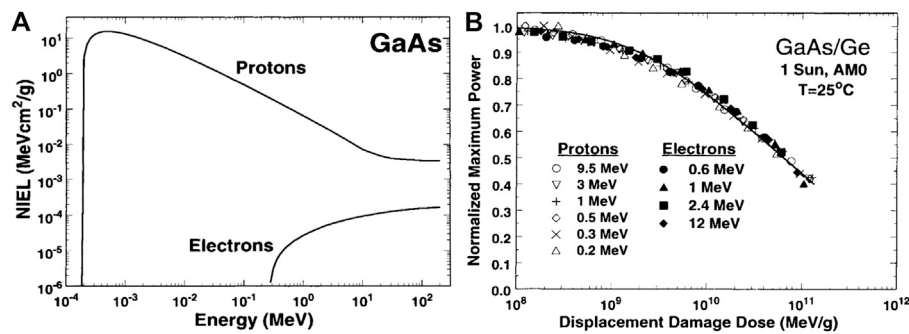 A
GaAs
NIEL (MeVcm²/g)
10²
10¹
10⁰
10⁻¹
10⁻²
10⁻³
10⁻⁴
10⁻⁵
10⁻⁶
Protons
Electrons
10⁻⁴
10⁻³
10⁻²
10⁻¹
10⁰
10¹
10²
Energy (MeV)
B
GaAs/Ge
1 Sun, AM0
T=25°C
Normalized Maximum Power
1.0
0.9
0.8
0.7
0.6
0.5
0.4
0.3
0.2
0.1
0.0
Protons
9.5 MeV
3 MeV
1 MeV
0.5 MeV
0.3 MeV
0.2 MeV
Electrons
0.6 MeV
1 MeV
2.4 MeV
12 MeV
10⁸
10⁹
10¹⁰
10¹¹
10¹²
Displacement Damage Dose (MeV/g)